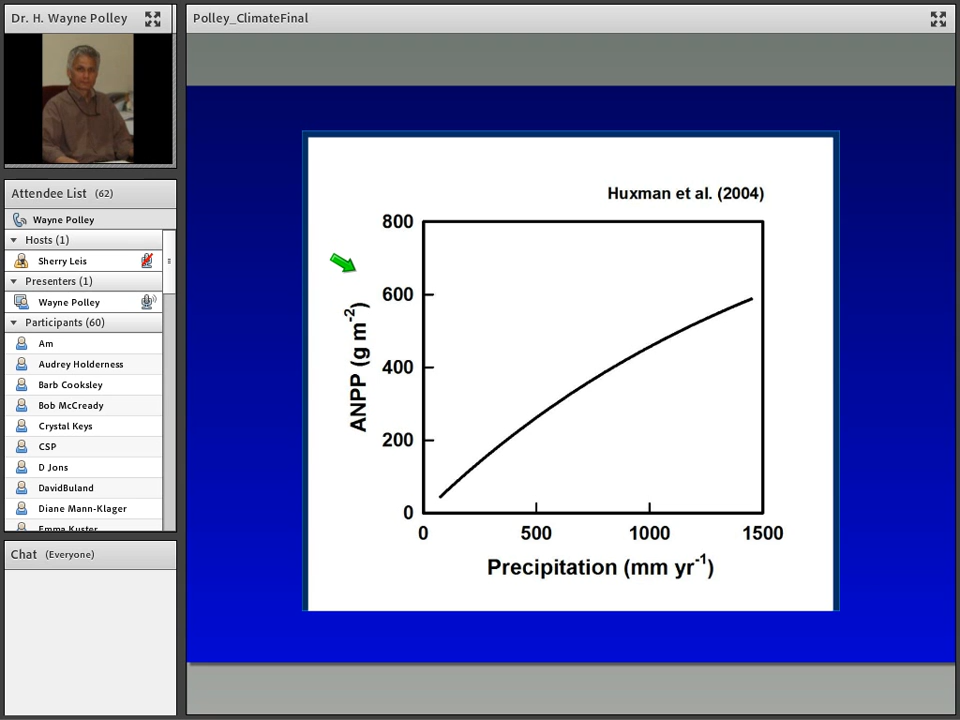 Dr. H. Wayne Polley
Attendee List (62)
Wayne Polley
Hosts (1)
Sherry Leis
Presenters (1)
Wayne Polley
Participants (60)
Am
Audrey Holderness
Barb Cooksley
Bob McCready
Crystal Keys
CSP
D Jons
DavidBuland
Diane Mann-Klager
Emma Kuster
Chat (Everyone)
Polley_ClimateFinal
Huxman et al. (2004)
800
600
400
200
0
ANPP (g m⁻²)
0 500 1000 1500
Precipitation (mm yr⁻¹)